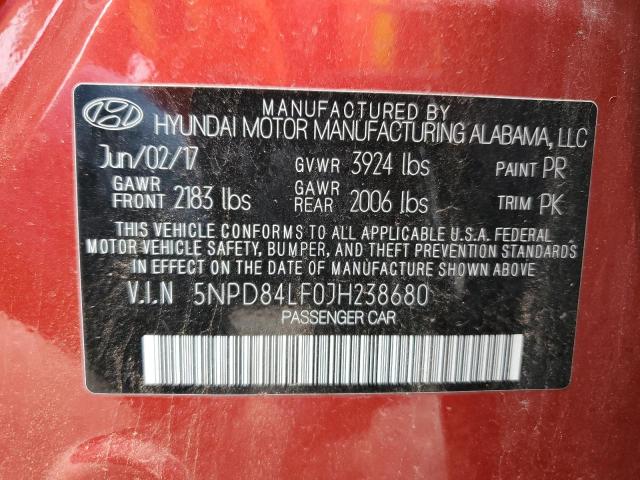 MANUFACTURED BY
HYUNDAI MOTOR MANUFACTURING ALABAMA, LLC
Jun/02/17 GVWR 3924 lbs PAINT PR
GAWR FRONT 2183 lbs GAWR REAR 2006 lbs TRIM PK
THIS VEHICLE CONFORMS TO ALL APPLICABLE U.S.A. FEDERAL
MOTOR VEHICLE SAFETY, BUMPER, AND THEFT PREVENTION STANDARDS
IN EFFECT ON THE DATE OF MANUFACTURE SHOWN ABOVE.
V.I.N 5NPD84LF0JH238680
PASSENGER CAR